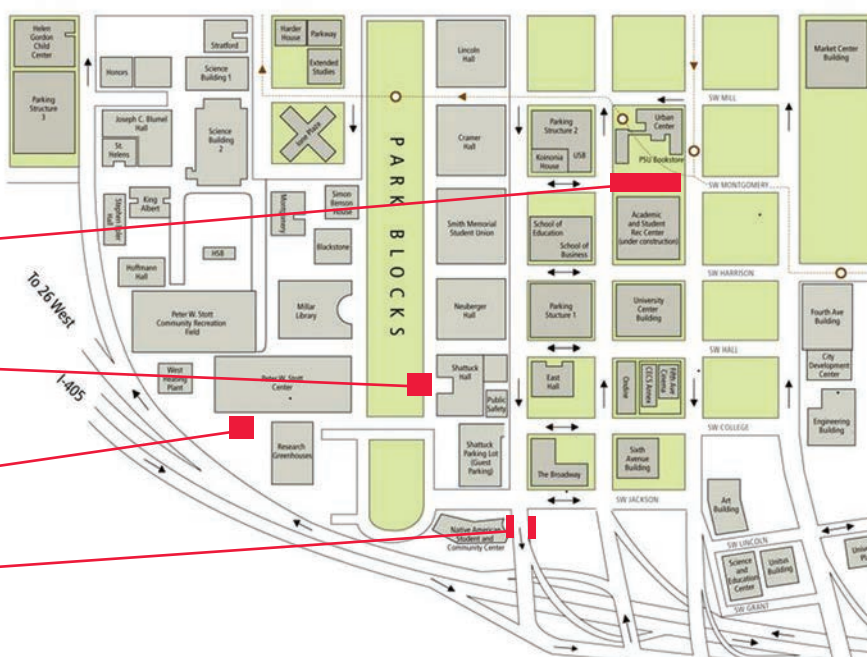 Helen
Gordon
Child
Center
Parking
Structure
3
Honors
Stratford
Science
Building 1
Joseph C. Blumel
Hall
St.
Helens
Science
Building
2
King
Albert
Stephen Epler
Hall
HSB
Hoffmann
Hall
Peter W. Stott
Community Recreation
Field
West
Heating
Plant
To 26 West
I-405
Harder
House
Parkway
Extended
Studies
Ione Plaza
Montgomery
Simon
Benson
House
Blackstone
Millar
Library
Peter W. Stott
Center
Research
Greenhouses
PARK BLOCKS
Lincoln
Hall
Cramer
Hall
Smith Memorial
Student Union
Neuberger
Hall
Shattuck
Hall
Public
Safety
Shattuck
Parking Lot
(Guest
Parking)
Native American
Student and
Community Center
Parking
Structure 2
Koinonia
House
USB
School of
Education
School of
Business
Parking
Stucture 1
East
Hall
The Broadway
Urban
Center
PSU Bookstore
Academic
and Student
Rec Center
(under construction)
University
Center
Building
Ondine
CECS Annex
Fifth Ave
Cinema
Sixth
Avenue
Building
SW MILL
SW MONTGOMERY
SW HARRISON
SW HALL
SW COLLEGE
SW JACKSON
SW LINCOLN
SW GRANT
Market Center
Building
Fourth Ave
Building
City
Development
Center
Engineering
Building
Art
Building
Science
and
Education
Center
Unitus
Building